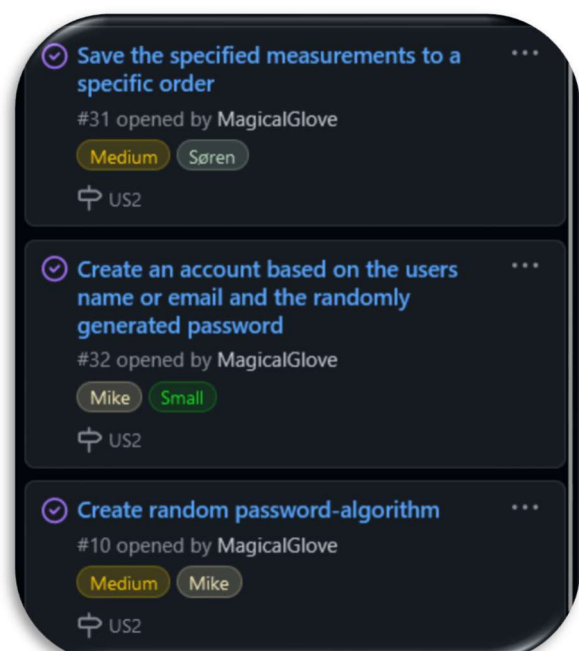 Save the specified measurements to a
specific order
#31 opened by MagicalGlove
Medium Søren
US2
Create an account based on the users
name or email and the randomly
generated password
#32 opened by MagicalGlove
Mike Small
US2
Create random password-algorithm
#10 opened by MagicalGlove
Medium Mike
US2